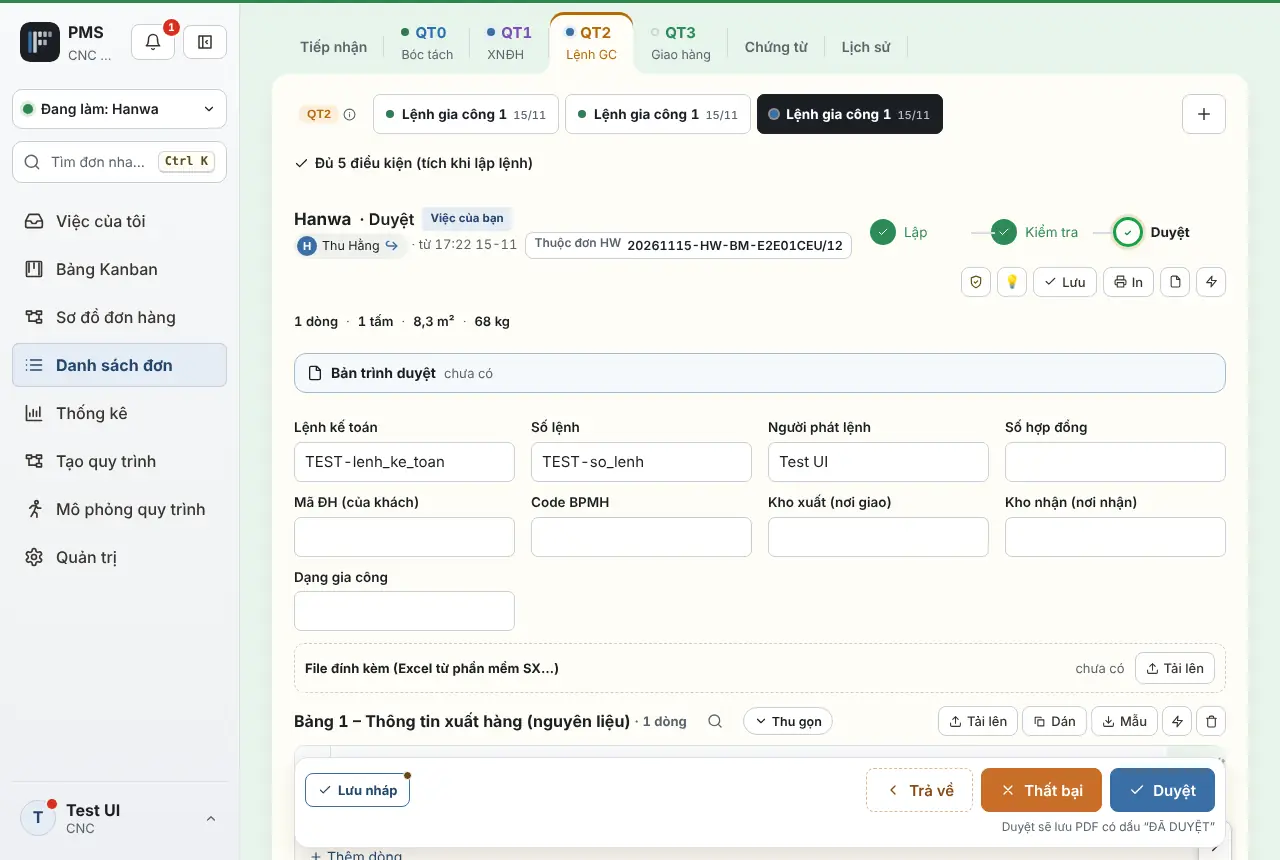 PMS
CNC ...
1
Đang làm: Hanwa
Tìm đơn nha... Ctrl K
Việc của tôi
Bảng Kanban
Sơ đồ đơn hàng
Danh sách đơn
Thống kê
Tạo quy trình
Mô phỏng quy trình
Quản trị
T
Test UI
CNC
Tiếp nhận
QT0
Bóc tách
QT1
XNĐH
QT2
Lệnh GC
QT3
Giao hàng
Chứng từ
Lịch sử
QT2
Lệnh gia công 1 15/11
Lệnh gia công 1 15/11
Lệnh gia công 1 15/11
Đủ 5 điều kiện (tích khi lập lệnh)
Hanwa · Duyệt Việc của bạn
H Thu Hằng · từ 17:22 15-11 Thuộc đơn HW 20261115-HW-BM-E2E01CEU/12
Lập
Kiểm tra
Duyệt
Lưu
In
1 dòng · 1 tấm · 8,3 m² · 68 kg
Bản trình duyệt chưa có
Lệnh kế toán Số lệnh Người phát lệnh Số hợp đồng
TEST-lenh_ke_toan TEST-so_lenh Test UI
Mã ĐH (của khách) Code BPMH Kho xuất (nơi giao) Kho nhận (nơi nhận)
Dạng gia công
File đính kèm (Excel từ phần mềm SX...) chưa có Tải lên
Bảng 1 – Thông tin xuất hàng (nguyên liệu) · 1 dòng Thu gọn Tải lên Dán Mẫu
Lưu nháp Trả về Thất bại Duyệt
Duyệt sẽ lưu PDF có dấu “ĐÃ DUYỆT”
+ Thêm dòng